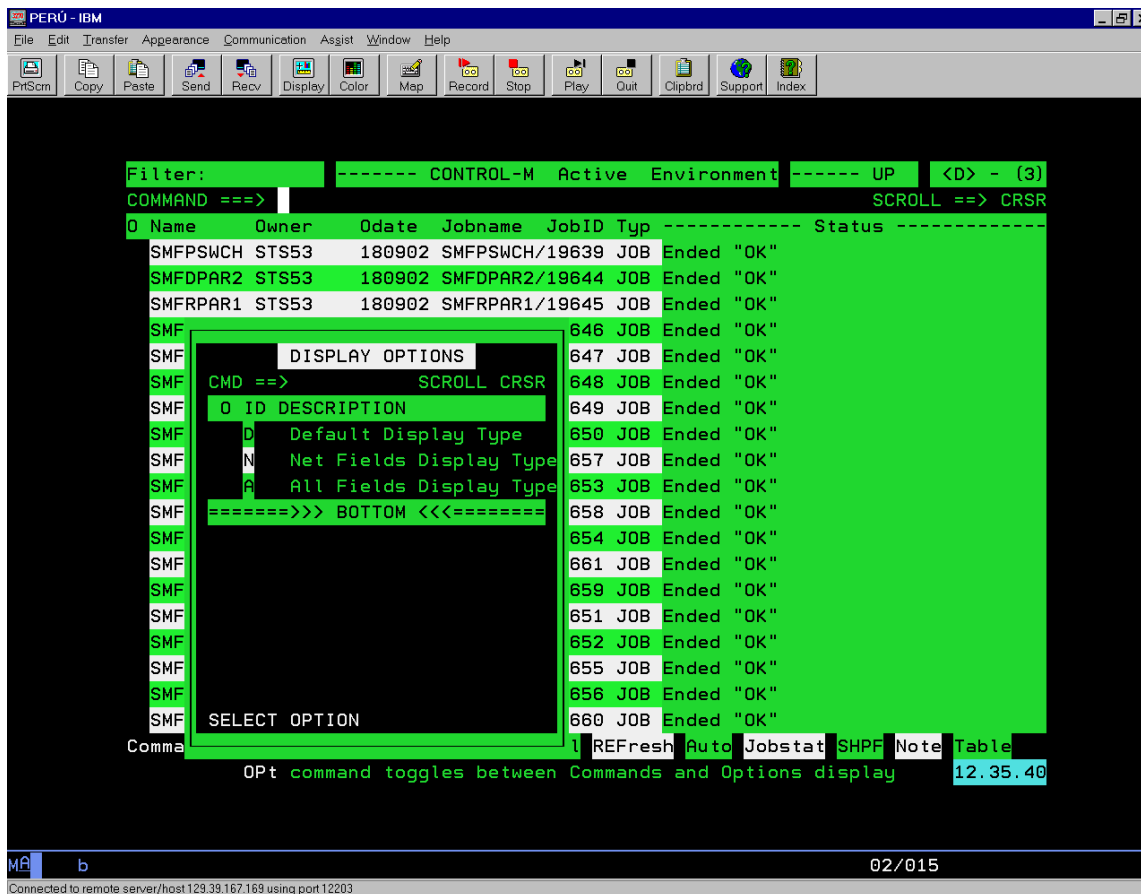 PERÚ - IBM
File Edit Transfer Appearance Communication Assist Window Help
PrtScrn Copy Paste Send Recv Display Color Map Record Stop Play Quit Clipbrd Support Index
Filter: ------- CONTROL-M Active Environment ------ UP <D> - (3)
COMMAND ===> SCROLL ==> CRSR
O Name Owner Odate Jobname JobID Typ ------------ Status -------------
SMFPSWCH STS53 180902 SMFPSWCH/19639 JOB Ended "OK"
SMFDPAR2 STS53 180902 SMFDPAR2/19644 JOB Ended "OK"
SMFRPAR1 STS53 180902 SMFRPAR1/19645 JOB Ended "OK"
SMF 646 JOB Ended "OK"
SMF DISPLAY OPTIONS 647 JOB Ended "OK"
SMF CMD ==> SCROLL CRSR 648 JOB Ended "OK"
SMF O ID DESCRIPTION 649 JOB Ended "OK"
SMF D Default Display Type 650 JOB Ended "OK"
SMF N Net Fields Display Type 657 JOB Ended "OK"
SMF A All Fields Display Type 653 JOB Ended "OK"
SMF =======>>> BOTTOM <<<======== 658 JOB Ended "OK"
SMF 654 JOB Ended "OK"
SMF 661 JOB Ended "OK"
SMF 659 JOB Ended "OK"
SMF 651 JOB Ended "OK"
SMF 652 JOB Ended "OK"
SMF 655 JOB Ended "OK"
SMF 656 JOB Ended "OK"
SMF SELECT OPTION 660 JOB Ended "OK"
Comma l REFresh Auto Jobstat SHPF Note Table
OPt command toggles between Commands and Options display 12.35.40
MA b 02/015
Connected to remote server/host 129.39.167.169 using port 12203